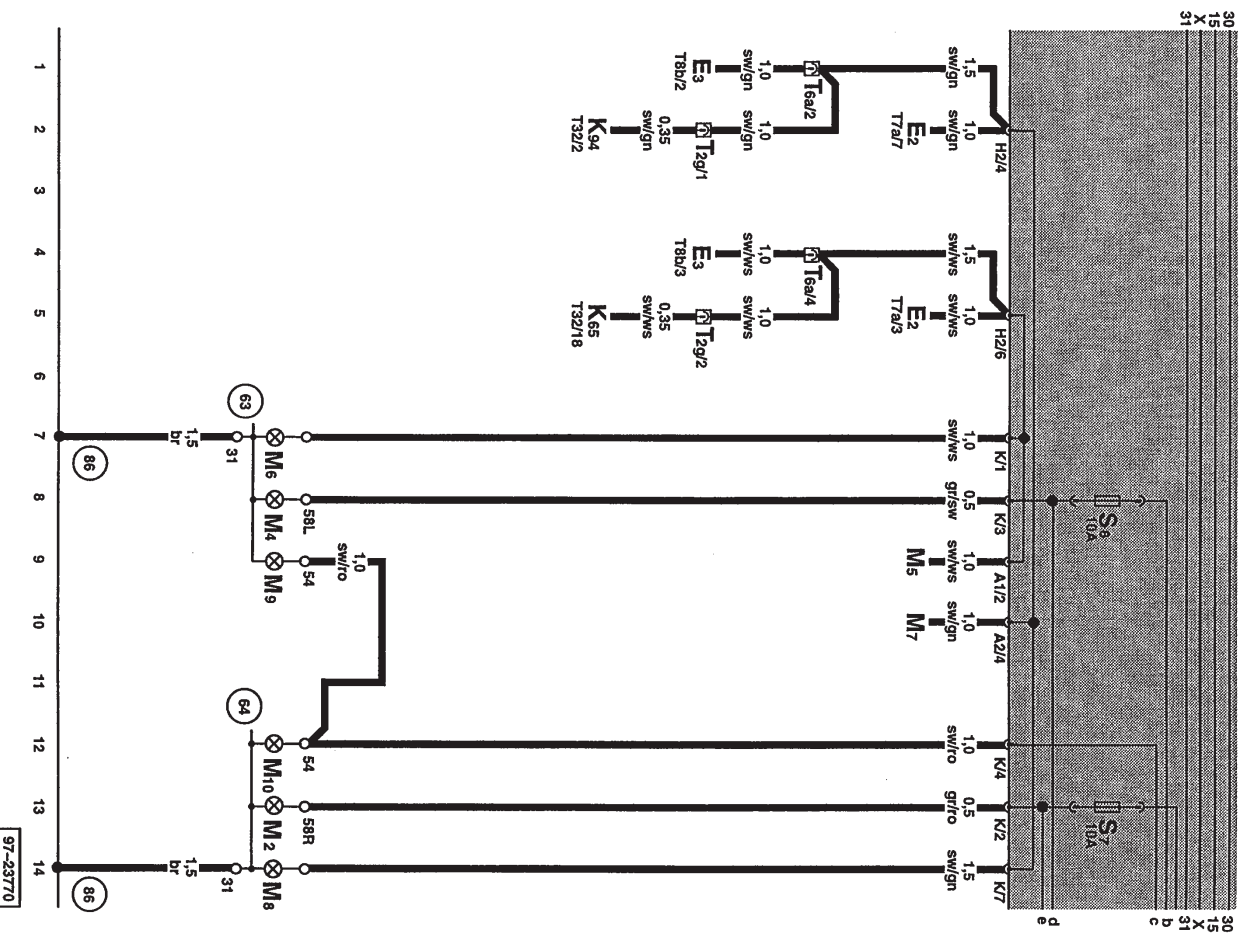 30
15
X
31
30
15
X
31
b
c
d
e
S8
10A
S7
10A
H2/4
H2/6
K/1
K/3
A1/2
A2/4
K/4
K/2
K/7
1,5
sw/gn
1,0
sw/gn
1,5
sw/ws
1,0
sw/ws
1,0
sw/ws
0,5
gr/sw
1,0
sw/ws
1,0
sw/gn
1,0
sw/ro
0,5
gr/ro
1,5
sw/gn
E2
T7a/7
E2
T7a/3
M5
M7
T6a/2
T6a/4
1,0
sw/gn
1,0
sw/gn
1,0
sw/ws
1,0
sw/ws
E3
T8b/2
T2g/1
E3
T8b/3
T2g/2
0,35
sw/gn
0,35
sw/ws
K94
T32/2
K65
T32/18
1,0
sw/ro
58L
54
54
58R
M6
M4
M9
M10
M2
M8
63
64
31
31
1,5
br
1,5
br
86
86
1
2
3
4
5
6
7
8
9
10
11
12
13
14
97-23770